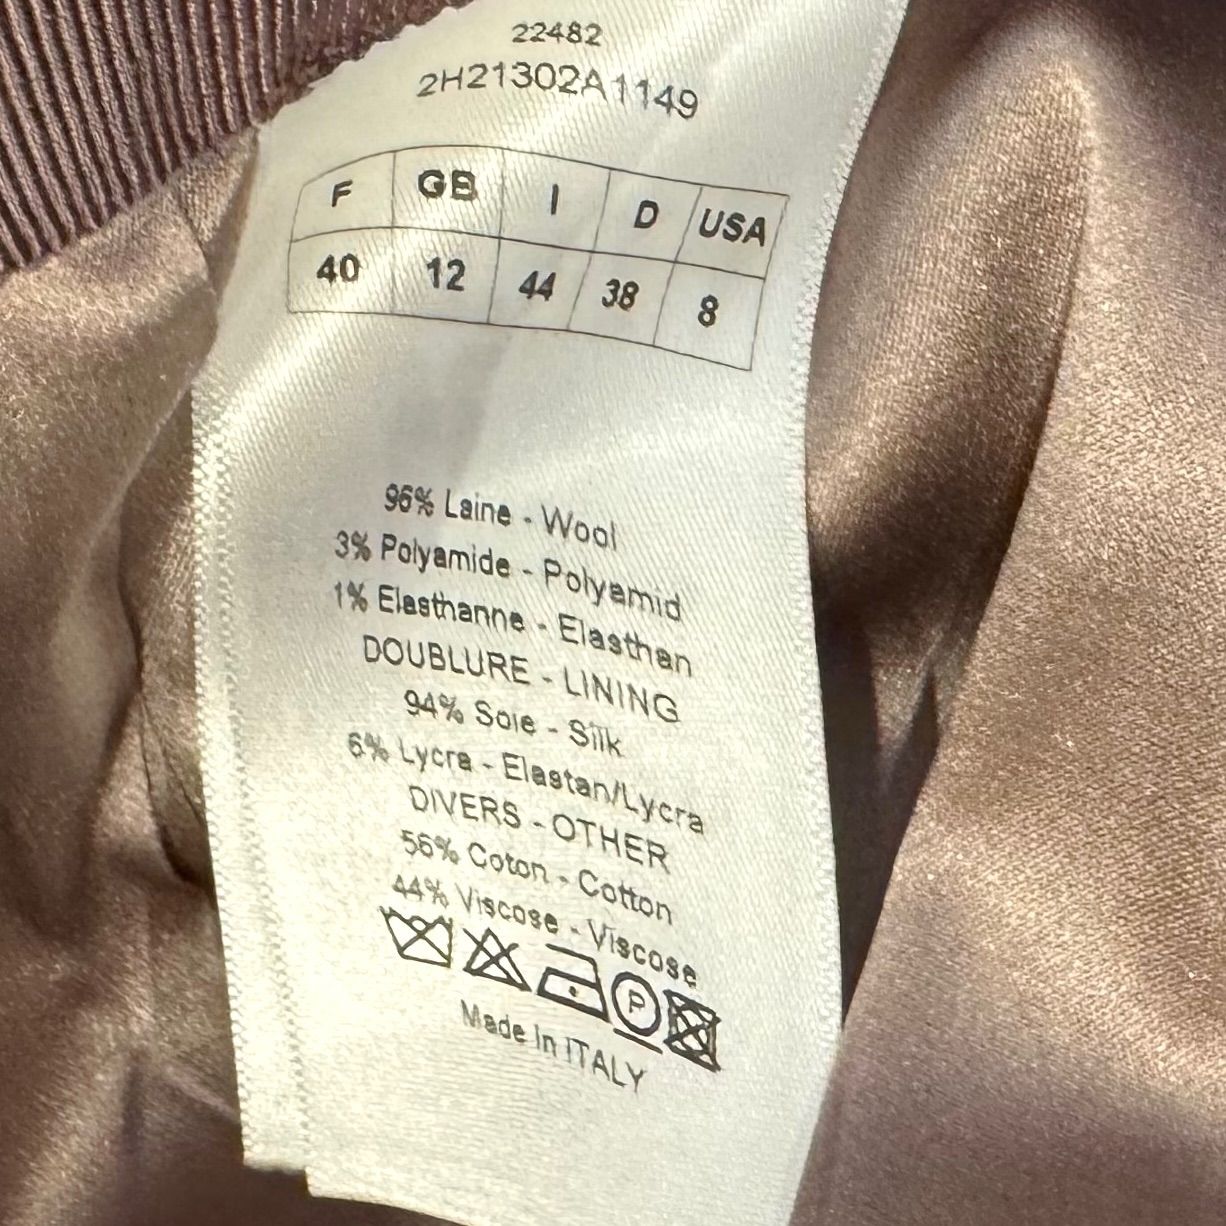 22482
2H21302A1149
F GB I D USA
40 12 44 38 8
96% Laine - Wool
3% Polyamide - Polyamid
1% Elasthanne - Elasthan
DOUBLURE - LINING
94% Soie - Silk
6% Lycra - Elastan/Lycra
DIVERS - OTHER
56% Coton - Cotton
44% Viscose - Viscose
P
Made in ITALY